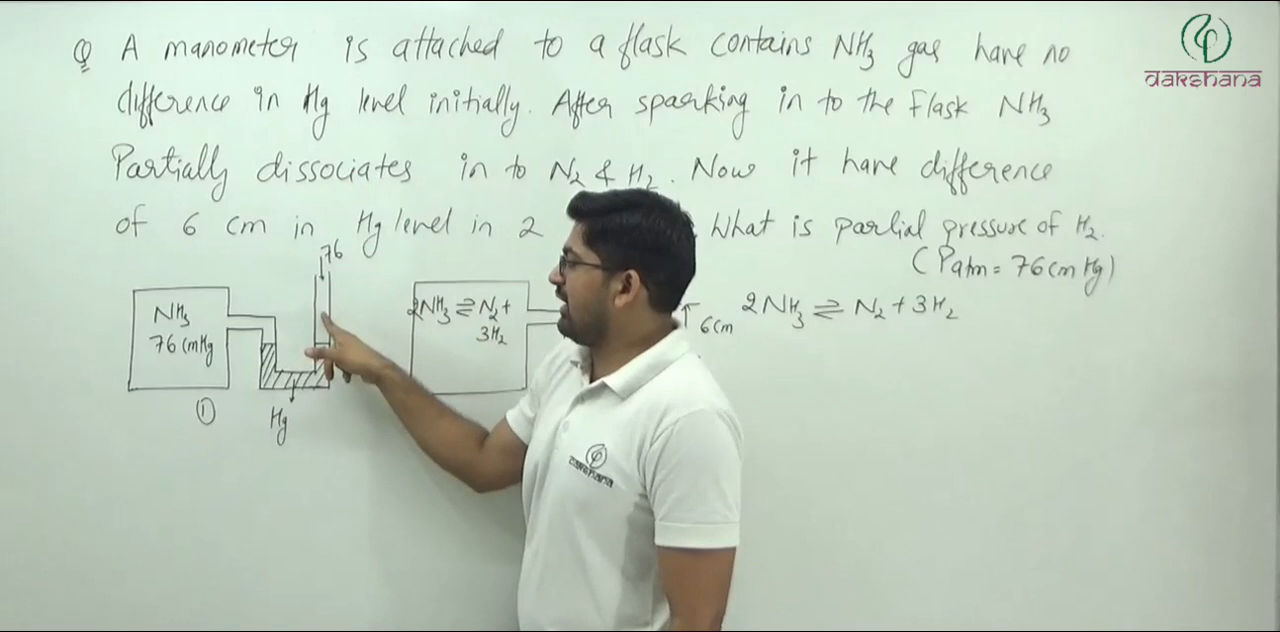 Q A manometer is attached to a flask contains NH3 gas have no
difference in Hg level initially. After sparking in to the flask NH3
Partially dissociates in to N2 & H2. Now it have difference
of 6 cm in Hg level in 2 What is partial pressure of H2.
(Patm = 76 cm Hg)
76
NH3
76 cmHg
①
Hg
2NH3 ⇌ N2 +
3H2
6cm
2NH3 ⇌ N2 + 3H2
dakshana
dakshana